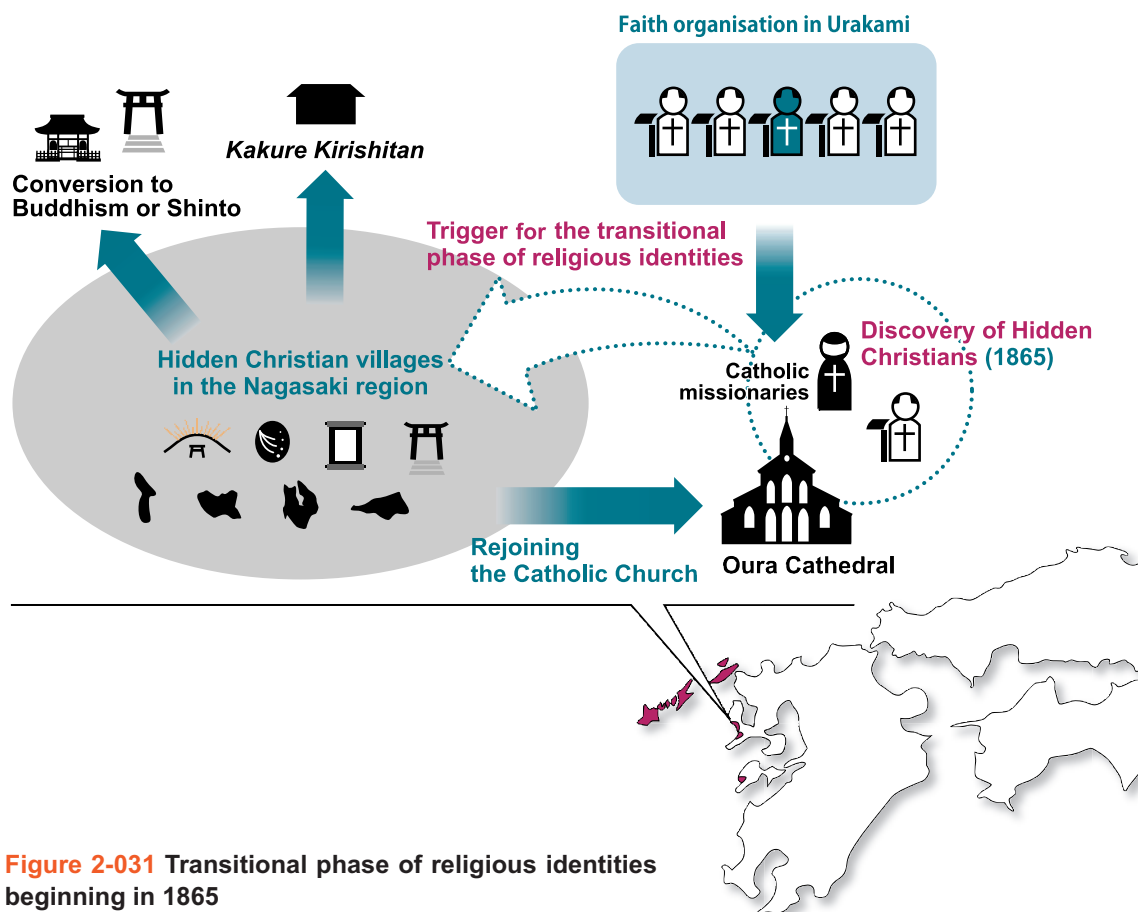 Faith organisation in Urakami
Kakure Kirishitan
Conversion to
Buddhism or Shinto
Trigger for the transitional
phase of religious identities
Discovery of Hidden
Christians (1865)
Hidden Christian villages
in the Nagasaki region
Catholic
missionaries
Rejoining
the Catholic Church
Oura Cathedral
Figure 2-031 Transitional phase of religious identities
beginning in 1865